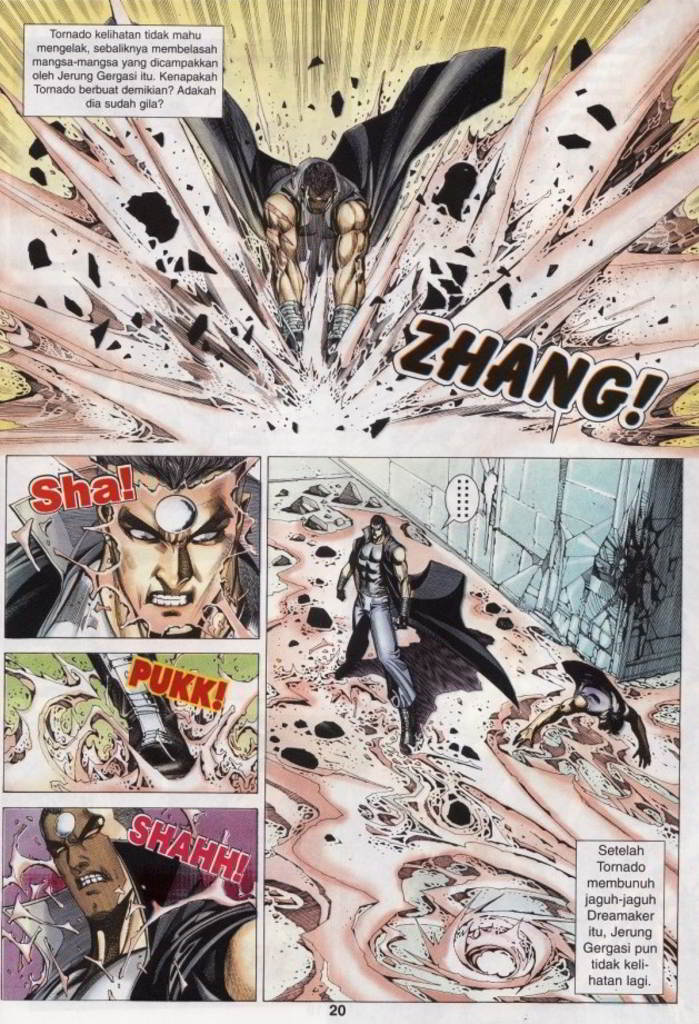 Tornado kelihatan tidak mahu
mengelak, sebaliknya membelasah
mangsa-mangsa yang dicampakkan
oleh Jerung Gergasi itu. Kenapakah
Tornado berbuat demikian? Adakah
dia sudah gila?
ZHANG!
Sha!
PUKK!
SHAHH!
Setelah
Tornado
membunuh
jaguh-jaguh
Dreamaker
itu, Jerung
Gergasi pun
tidak keli-
hatan lagi.
20